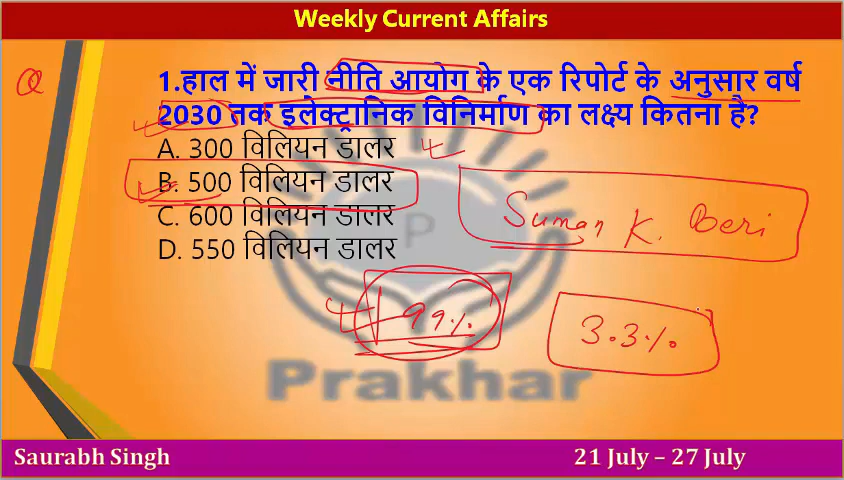 Weekly Current Affairs
Q
1.हाल में जारी नीति आयोग के एक रिपोर्ट के अनुसार वर्ष
2030 तक इलेक्ट्रानिक विनिर्माण का लक्ष्य कितना है?
A. 300 विलियन डालर
B. 500 विलियन डालर
C. 600 विलियन डालर
D. 550 विलियन डालर
P
Suman K. Beri
99%
3.3%
Prakhar
Saurabh Singh
21 July – 27 July